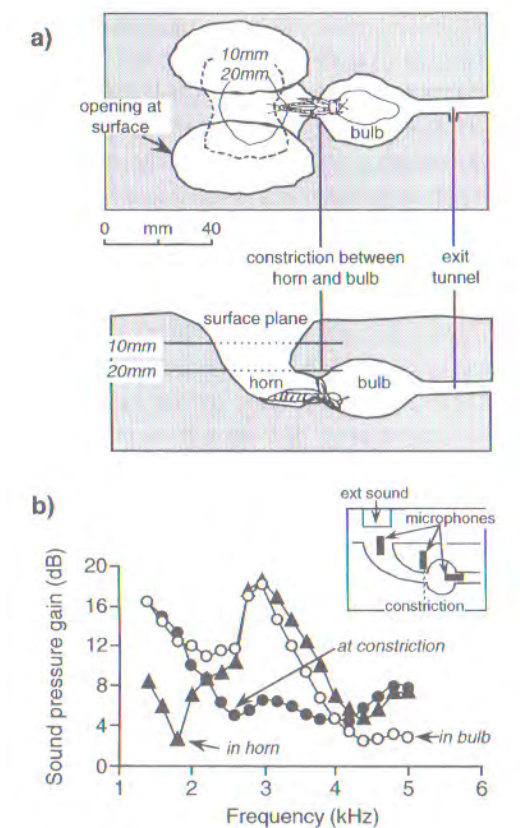 a)
10mm
20mm
opening at
surface
bulb
0 mm 40
constriction between
horn and bulb
exit
tunnel
surface plane
10mm
20mm
horn
bulb
b)
ext sound
microphones
constriction
Sound pressure gain (dB)
20
16
12
8
4
0
at constriction
in horn
in bulb
1 2 3 4 5 6
Frequency (kHz)